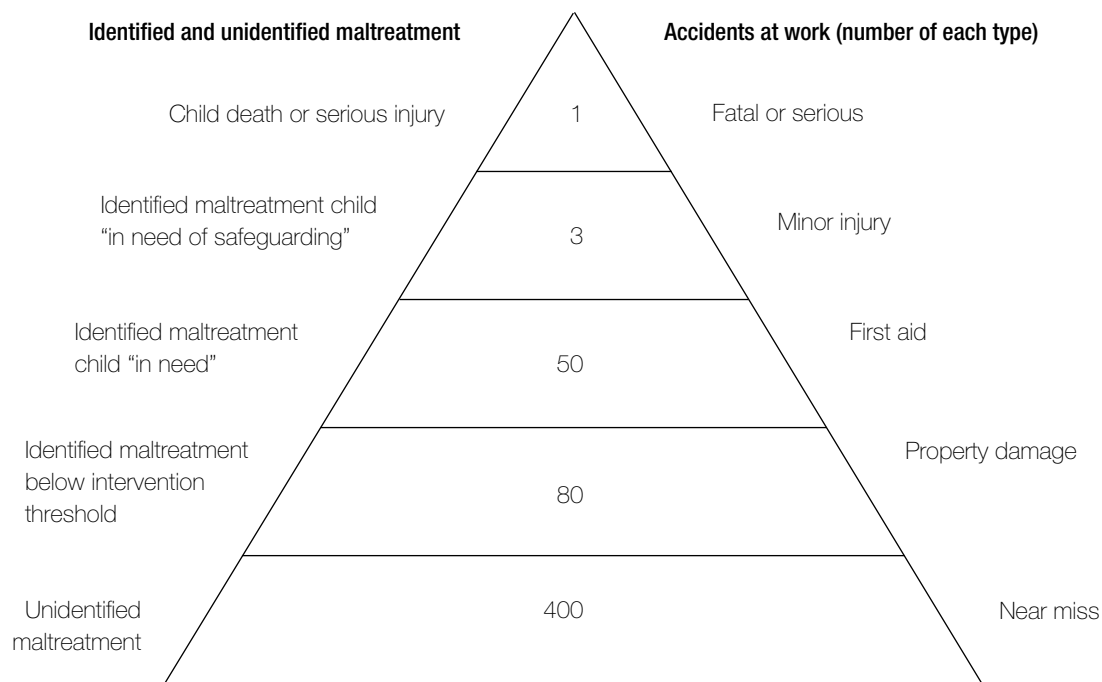 Identified and unidentified maltreatment
Accidents at work (number of each type)
Child death or serious injury
1
Fatal or serious
Identified maltreatment child
“in need of safeguarding”
3
Minor injury
Identified maltreatment
child “in need”
50
First aid
Identified maltreatment
below intervention
threshold
80
Property damage
Unidentified
maltreatment
400
Near miss